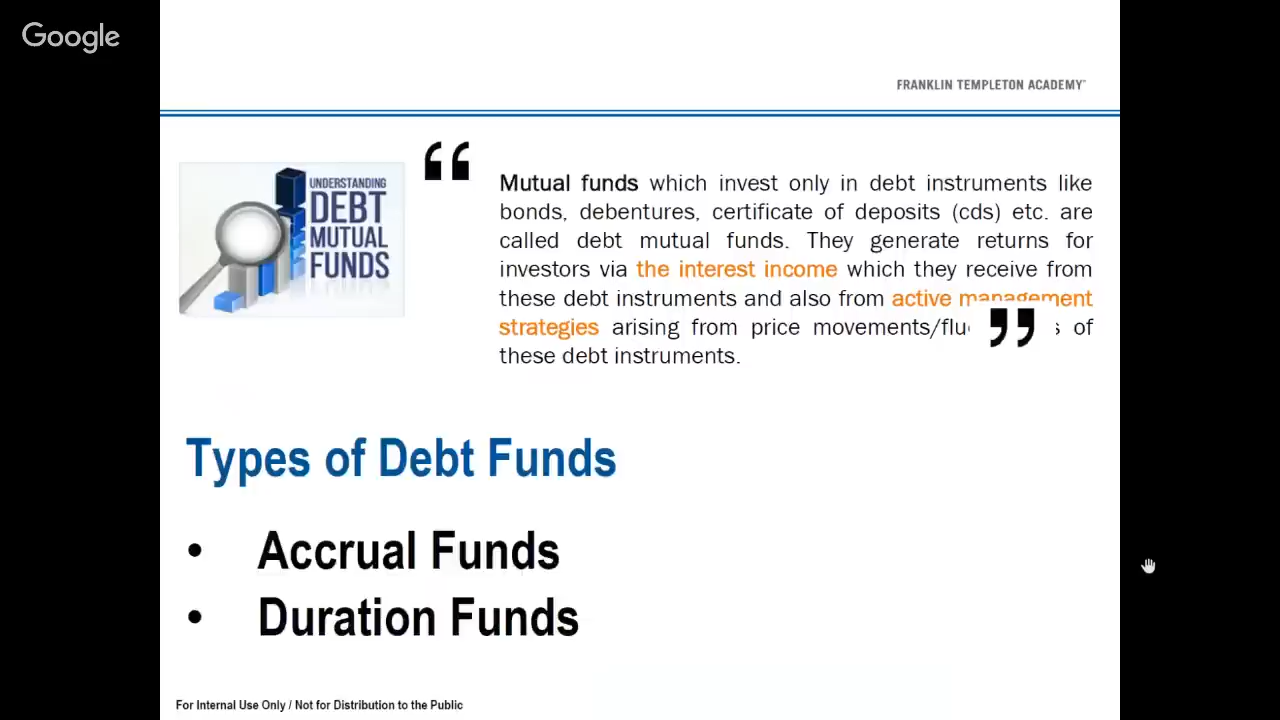 Google
FRANKLIN TEMPLETON ACADEMY
UNDERSTANDING
DEBT
MUTUAL
FUNDS
“
Mutual funds which invest only in debt instruments like
bonds, debentures, certificate of deposits (cds) etc. are
called debt mutual funds. They generate returns for
investors via the interest income which they receive from
these debt instruments and also from active management
strategies arising from price movements/ of
these debt instruments.
”
Types of Debt Funds
• Accrual Funds
• Duration Funds
For Internal Use Only / Not for Distribution to the Public